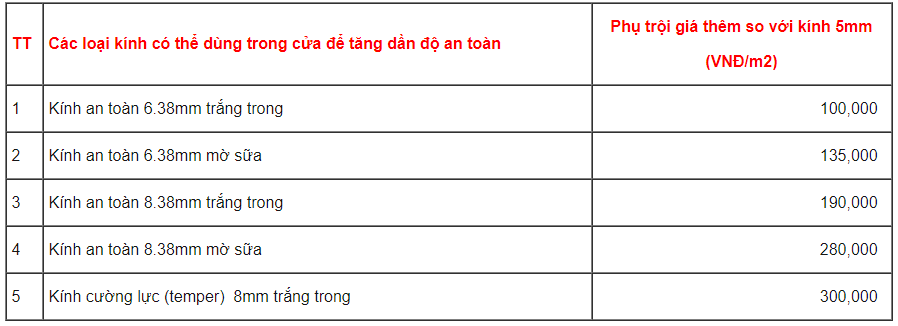 TT Các loại kính có thể dùng trong cửa để tăng dần độ an toàn Phụ trội giá thêm so với kính 5mm
(VNĐ/m2)
1 Kính an toàn 6.38mm trắng trong 100,000
2 Kính an toàn 6.38mm mờ sữa 135,000
3 Kính an toàn 8.38mm trắng trong 190,000
4 Kính an toàn 8.38mm mờ sữa 280,000
5 Kính cường lực (temper)  8mm trắng trong 300,000